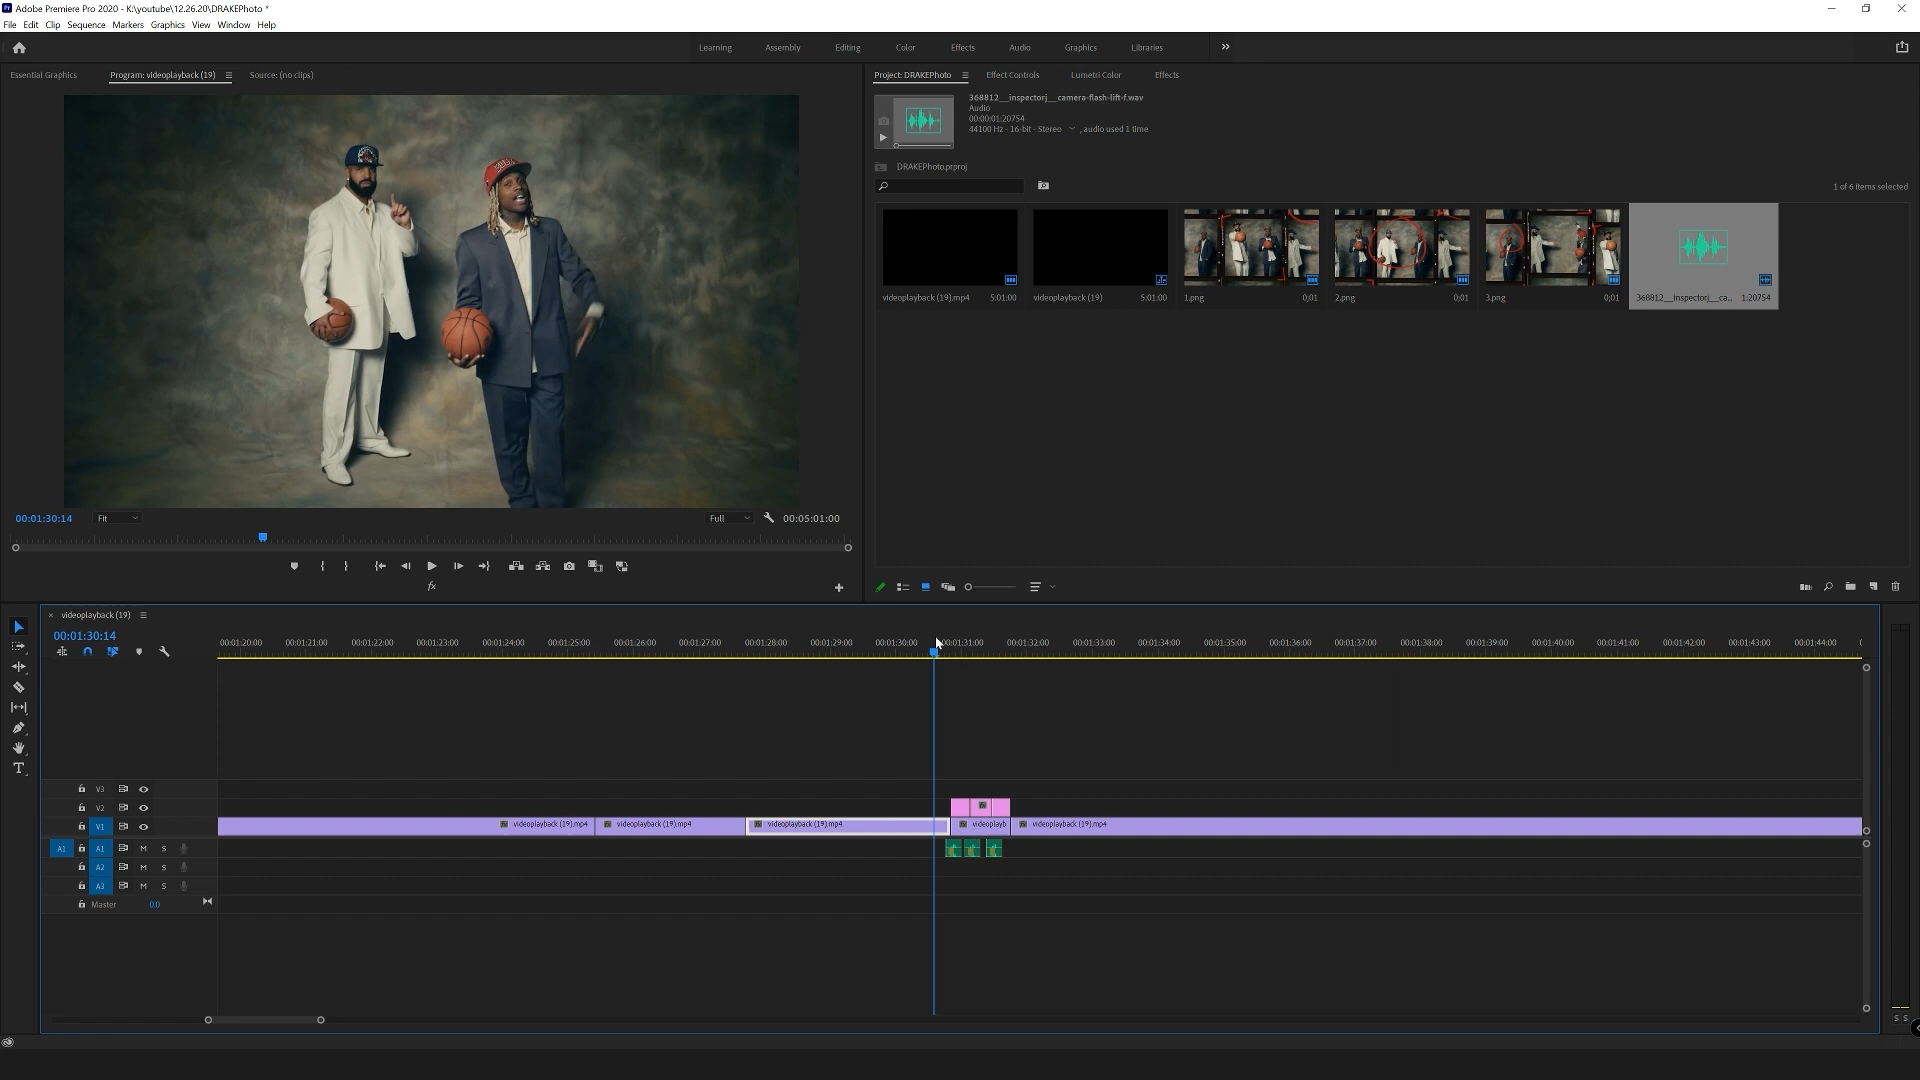 Adobe Premiere Pro 2020 - K:\youtube\12.26.20\DRAKEPhoto *
File Edit Clip Sequence Markers Graphics View Window Help
Learning Assembly Editing Color Effects Audio Graphics Libraries
Essential Graphics Program: videoplayback (19) Source: (no clips)
Project: DRAKEPhoto Effect Controls Lumetri Color Effects
368812__inspectorj__camera-flash-lift-f.wav
Audio
00:00:01:20754
44100 Hz - 16-bit - Stereo , audio used 1 time
DRAKEPhoto.prproj
1 of 6 items selected
videoplayback (19).mp4 5:01:00 videoplayback (19) 5:01:00 1.png 0;01 2.png 0;01 3.png 0;01 368812__inspectorj__ca... 1:20754
00:01:30:14 Fit Full 00:05:01:00
fx
videoplayback (19)
00:01:30:14
00:01:20:00 00:01:21:00 00:01:22:00 00:01:23:00 00:01:24:00 00:01:25:00 00:01:26:00 00:01:27:00 00:01:28:00 00:01:29:00 00:01:30:00 00:01:31:00 00:01:32:00 00:01:33:00 00:01:34:00 00:01:35:00 00:01:36:00 00:01:37:00 00:01:38:00 00:01:39:00 00:01:40:00 00:01:41:00 00:01:42:00 00:01:43:00 00:01:44:00
V3
V2
V1 videoplayback (19).mp4 videoplayback (19).mp4 videoplayback (19).mp4 videoplayb videoplayback (19).mp4
A1 A1 M S
A2 M S
A3 M S
Master 0.0
S S